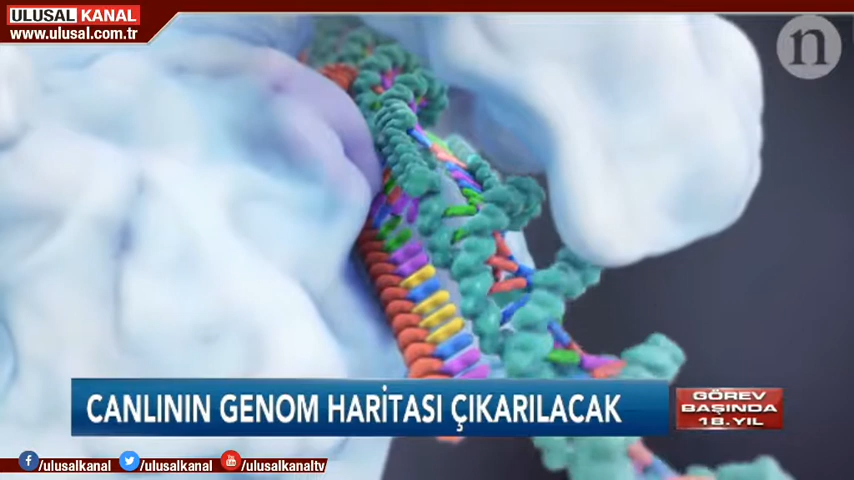 ULUSAL KANAL
www.ulusal.com.tr
n
CANLININ GENOM HARİTASI ÇIKARILACAK
GÖREV
BAŞINDA
18.YIL
/ulusalkanal /ulusalkanal /ulusalkanaltv